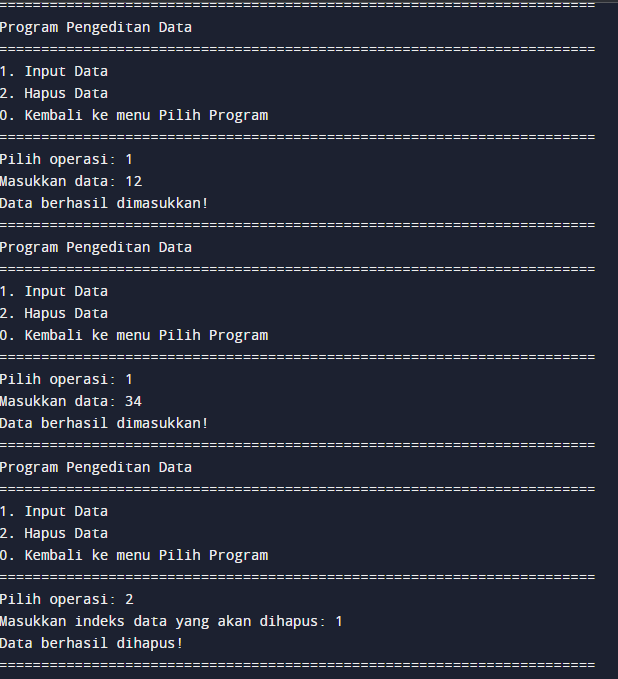 =======================================================================
Program Pengeditan Data
=======================================================================
1. Input Data
2. Hapus Data
0. Kembali ke menu Pilih Program
=======================================================================
Pilih operasi: 1
Masukkan data: 12
Data berhasil dimasukkan!
=======================================================================
Program Pengeditan Data
=======================================================================
1. Input Data
2. Hapus Data
0. Kembali ke menu Pilih Program
=======================================================================
Pilih operasi: 1
Masukkan data: 34
Data berhasil dimasukkan!
=======================================================================
Program Pengeditan Data
=======================================================================
1. Input Data
2. Hapus Data
0. Kembali ke menu Pilih Program
=======================================================================
Pilih operasi: 2
Masukkan indeks data yang akan dihapus: 1
Data berhasil dihapus!
=======================================================================